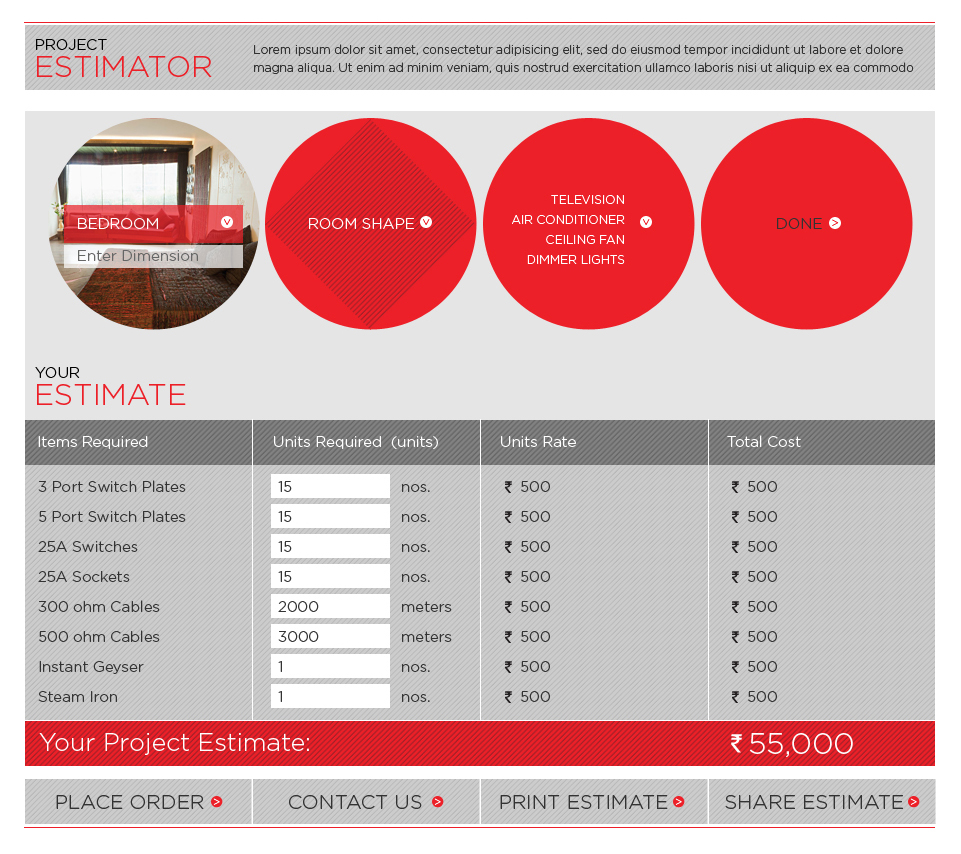 PROJECT
ESTIMATOR
Lorem ipsum dolor sit amet, consectetur adipisicing elit, sed do eiusmod tempor incididunt ut labore et dolore
magna aliqua. Ut enim ad minim veniam, quis nostrud exercitation ullamco laboris nisi ut aliquip ex ea commodo
BEDROOM
Enter Dimension
ROOM SHAPE
TELEVISION
AIR CONDITIONER
CEILING FAN
DIMMER LIGHTS
DONE >
YOUR
ESTIMATE
Items Required Units Required (units) Units Rate Total Cost
3 Port Switch Plates 15 nos. ₹ 500 ₹ 500
5 Port Switch Plates 15 nos. ₹ 500 ₹ 500
25A Switches 15 nos. ₹ 500 ₹ 500
25A Sockets 15 nos. ₹ 500 ₹ 500
300 ohm Cables 2000 meters ₹ 500 ₹ 500
500 ohm Cables 3000 meters ₹ 500 ₹ 500
Instant Geyser 1 nos. ₹ 500 ₹ 500
Steam Iron 1 nos. ₹ 500 ₹ 500
Your Project Estimate: ₹ 55,000
PLACE ORDER > CONTACT US > PRINT ESTIMATE > SHARE ESTIMATE >